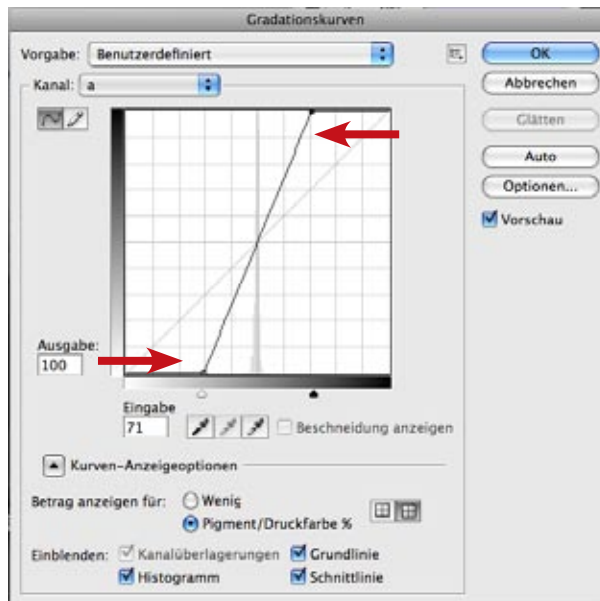 Gradationskurven
Vorgabe: Benutzerdefiniert
OK
Kanal: a
Abbrechen
Glätten
Auto
Optionen...
Vorschau
Ausgabe:
100
Eingabe
71
Beschneidung anzeigen
Kurven-Anzeigeoptionen
Betrag anzeigen für: Wenig
Pigment/Druckfarbe %
Einblenden: Kanalüberlagerungen Grundlinie
Histogramm Schnittlinie